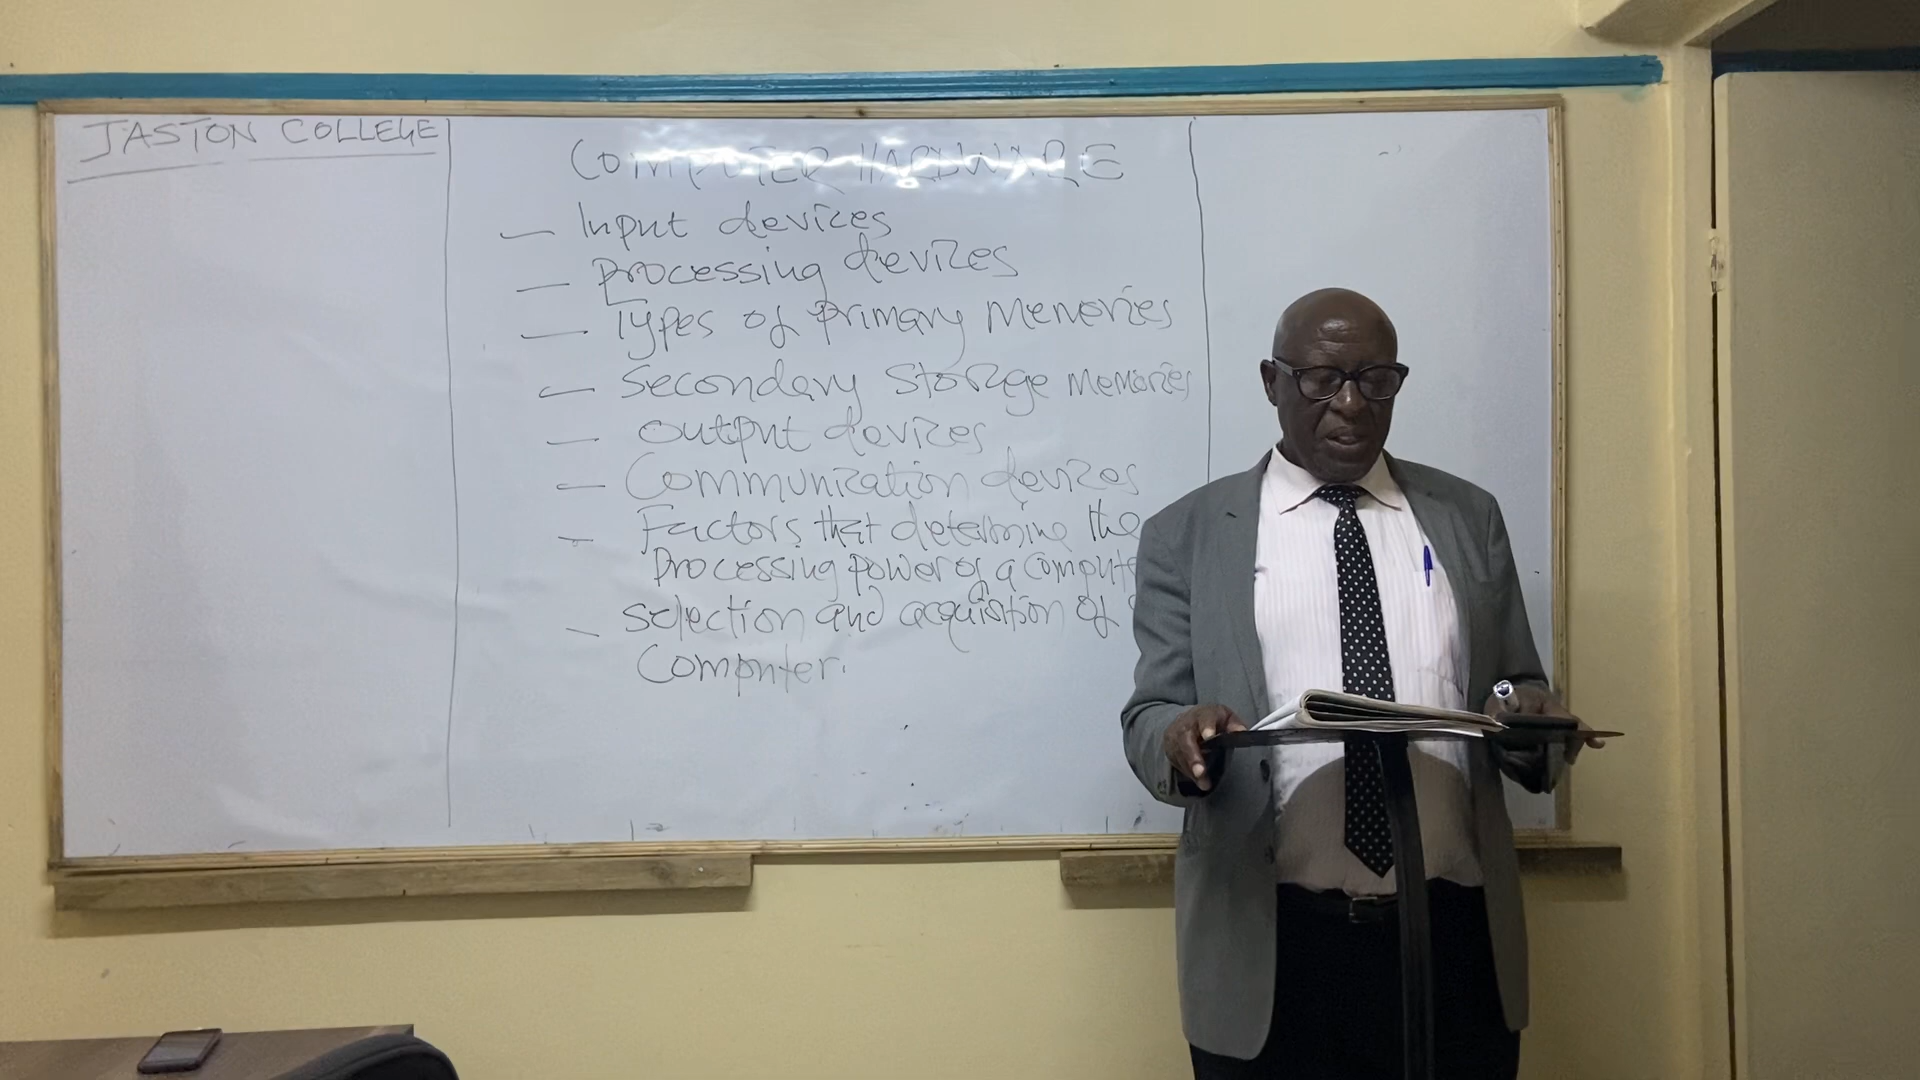 JASTON COLLEGE
COMPUTER HARDWARE
— Input devices
— Processing devices
— Types of primary memories
— Secondary storage memories
— Output devices
— Communication devices
— Factors that determine the
Processing power of a compute
— selection and acquisition of
Computer.